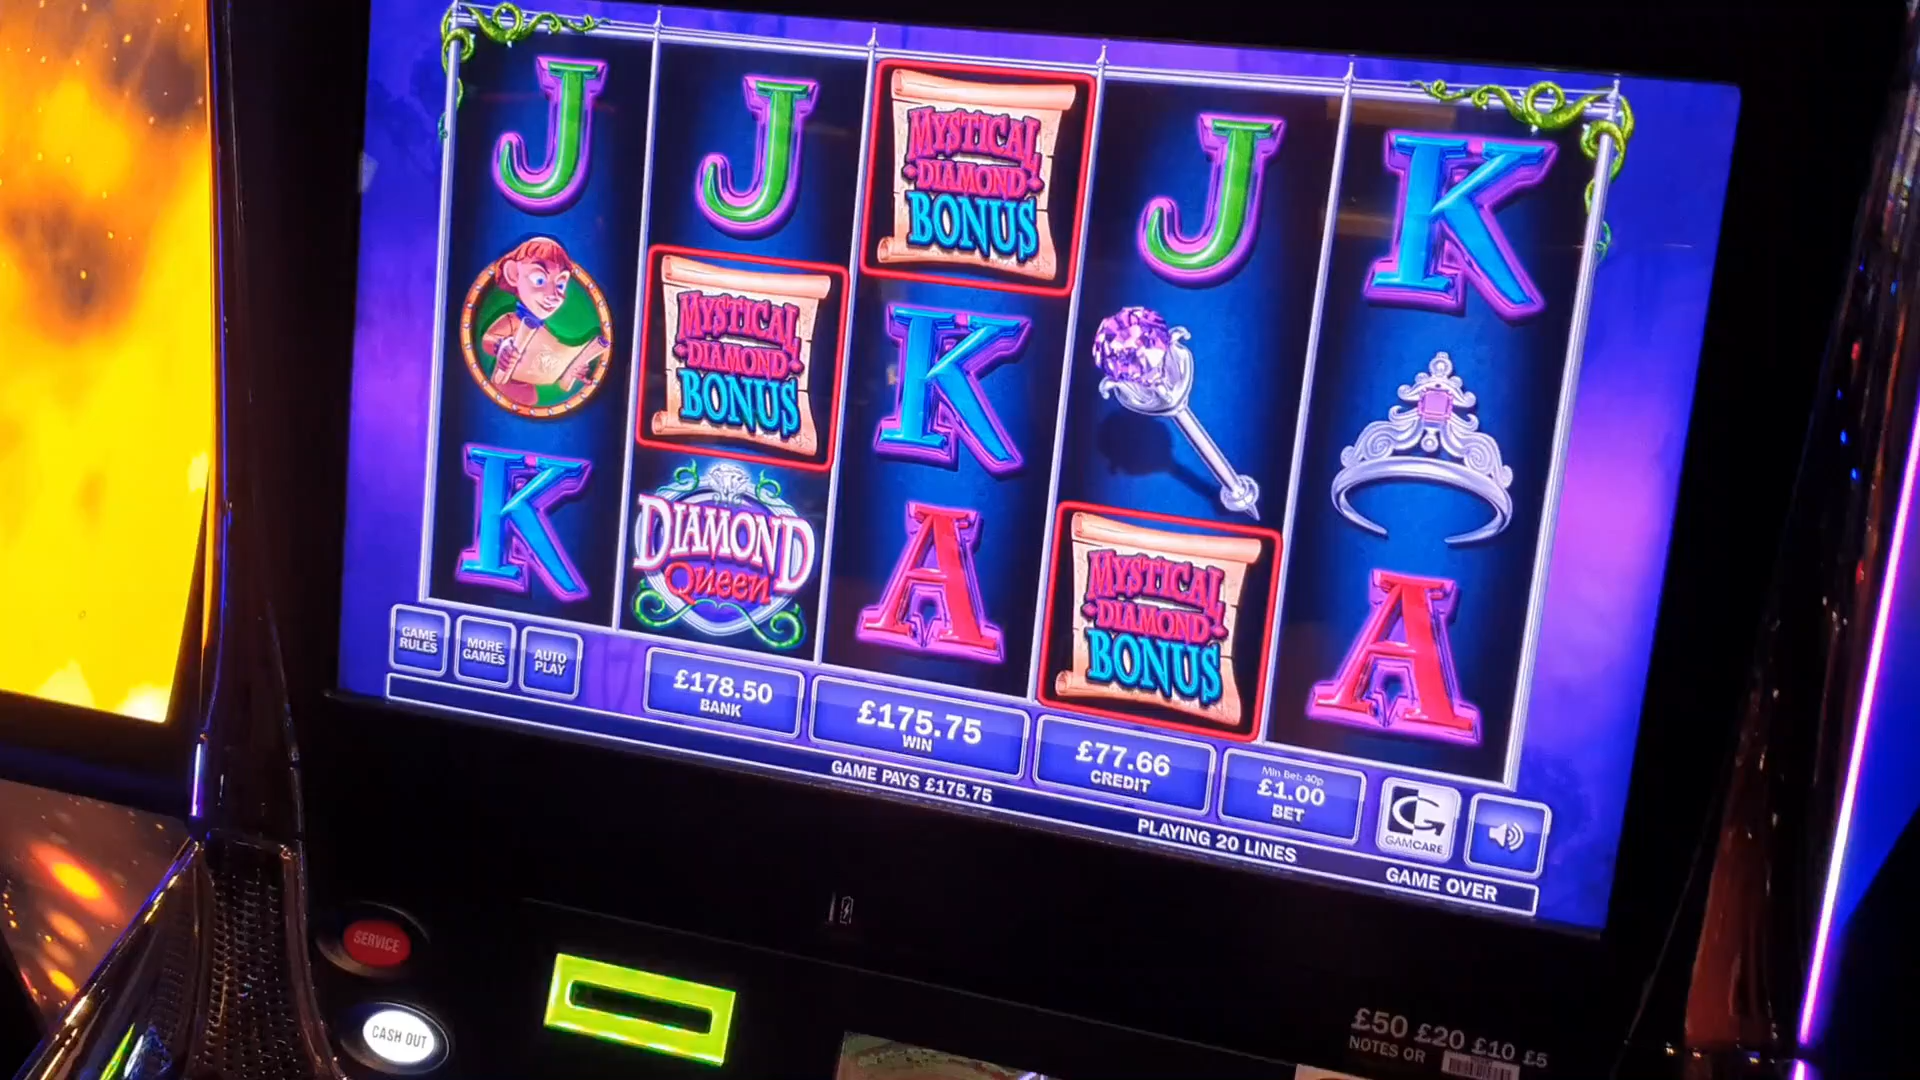 J
J
MYSTICAL
DIAMOND
BONUS
J
K
MYSTICAL
DIAMOND
BONUS
K
K
DIAMOND
Queen
A
MYSTICAL
DIAMOND
BONUS
A
GAME
RULES
MORE
GAMES
AUTO
PLAY
£178.50
BANK
£175.75
WIN
£77.66
CREDIT
Min Bet: 40p
£1.00
BET
GAMCARE
GAME PAYS £175.75
PLAYING 20 LINES
GAME OVER
SERVICE
CASH OUT
£50 £20 £10 £5
NOTES OR